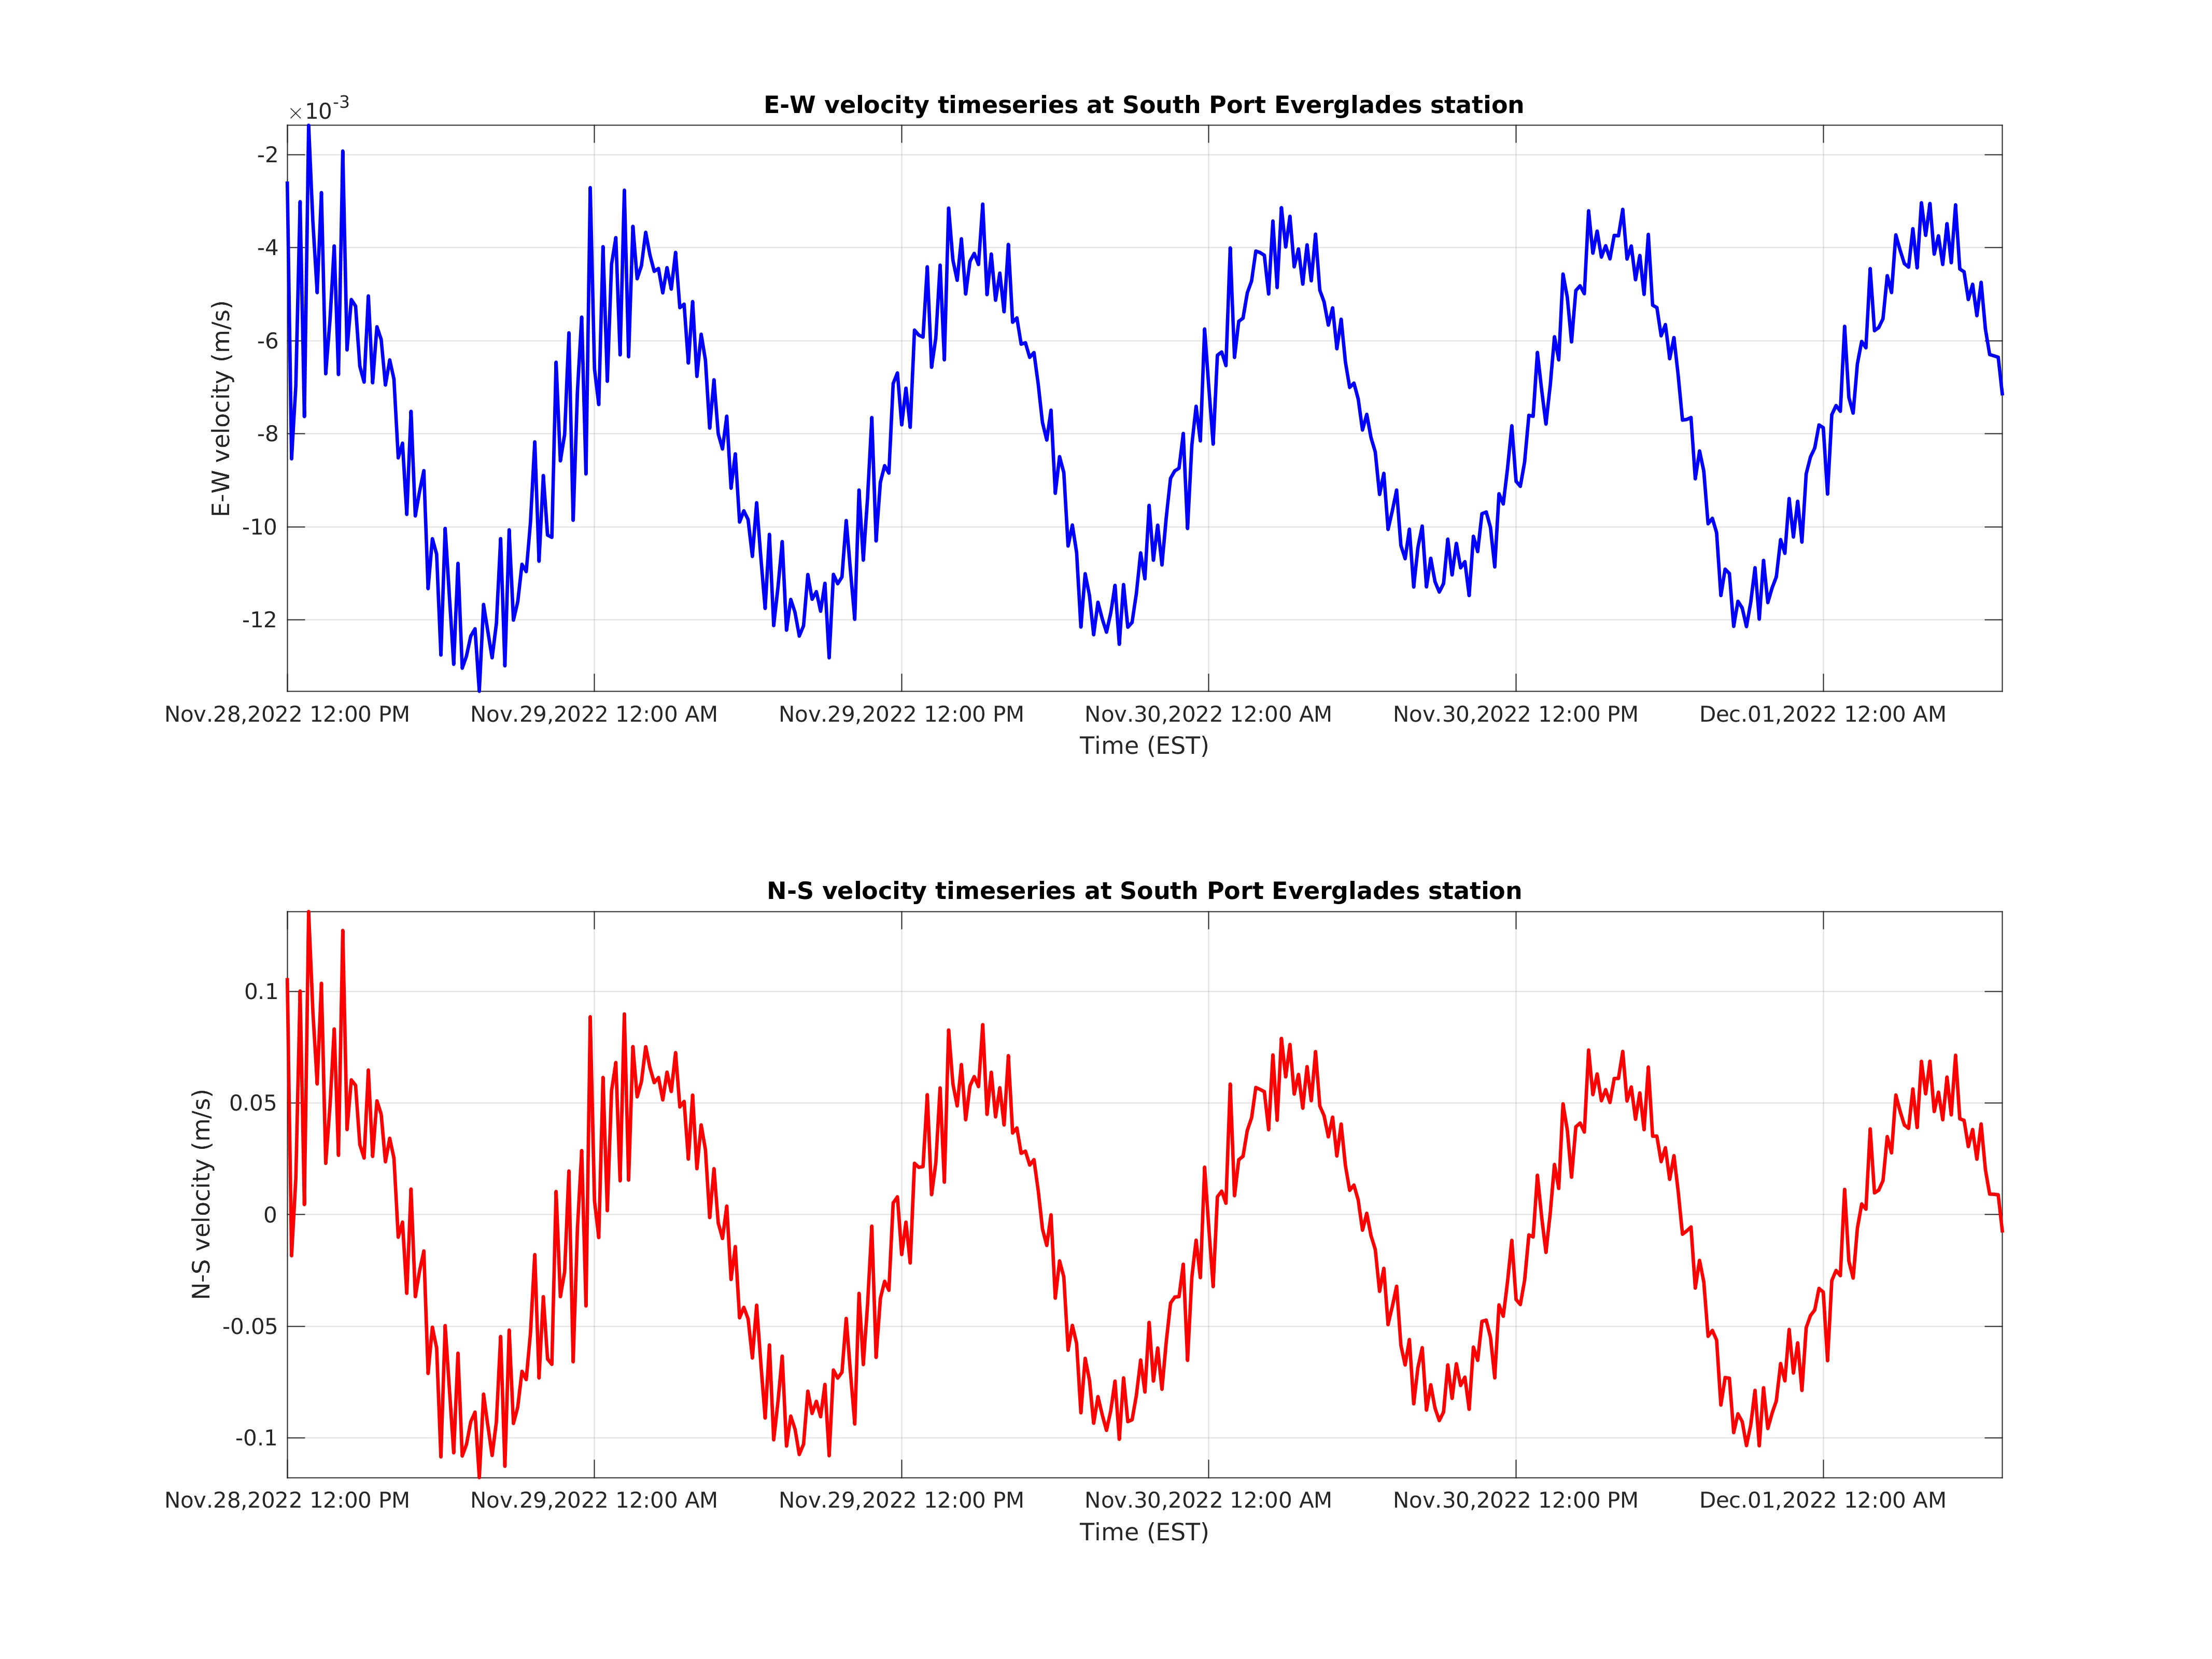 E-W velocity timeseries at South Port Everglades station
×10-3
-2
-4
-6
-8
-10
-12
E-W velocity (m/s)
Nov.28,2022 12:00 PM Nov.29,2022 12:00 AM Nov.29,2022 12:00 PM Nov.30,2022 12:00 AM Nov.30,2022 12:00 PM Dec.01,2022 12:00 AM
Time (EST)
N-S velocity timeseries at South Port Everglades station
0.1
0.05
0
-0.05
-0.1
N-S velocity (m/s)
Nov.28,2022 12:00 PM Nov.29,2022 12:00 AM Nov.29,2022 12:00 PM Nov.30,2022 12:00 AM Nov.30,2022 12:00 PM Dec.01,2022 12:00 AM
Time (EST)